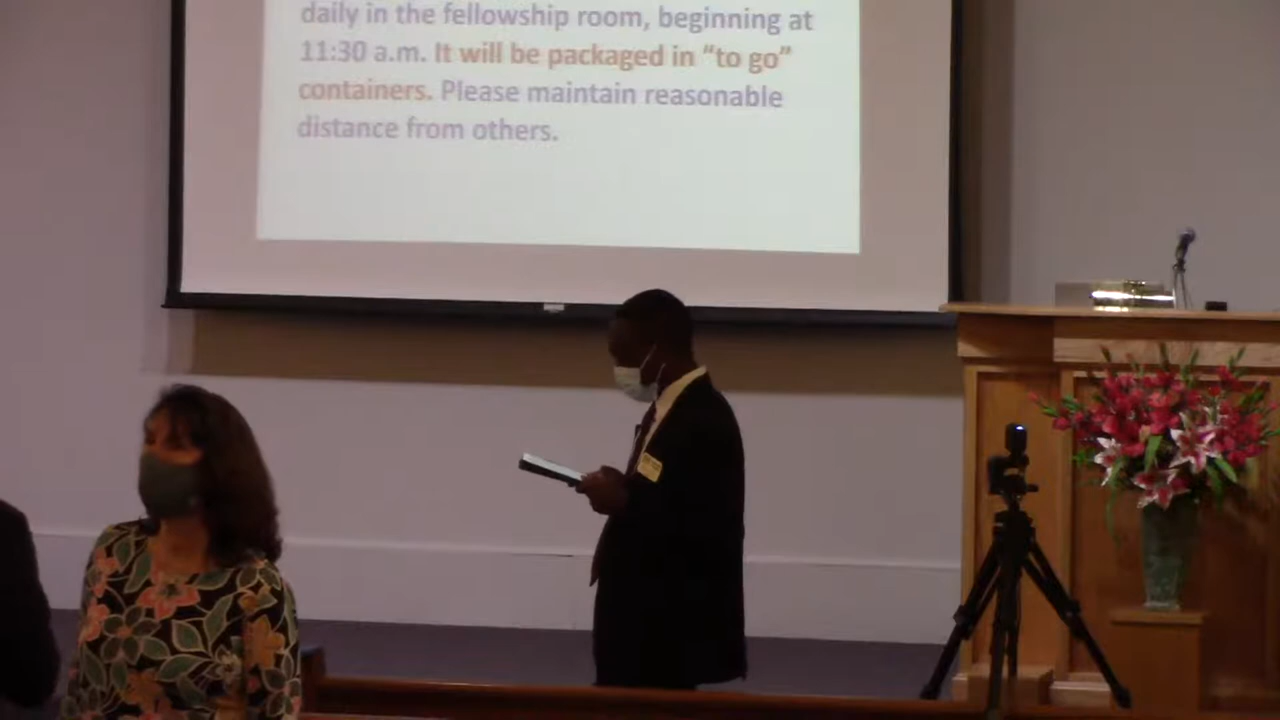 daily in the fellowship room, beginning at
11:30 a.m. It will be packaged in “to go”
containers. Please maintain reasonable
distance from others.